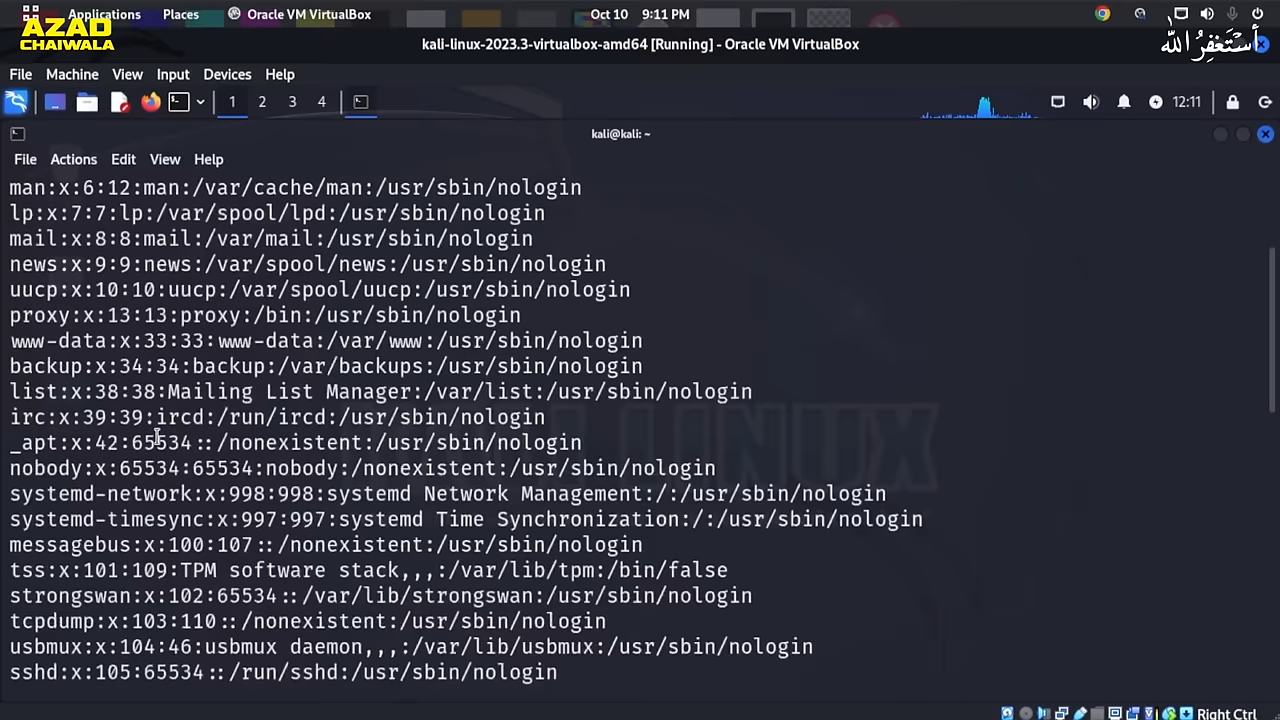 Applications Places Oracle VM VirtualBox Oct 10 9:11 PM
AZAD
CHAIWALA
أستغفر الله
kali-linux-2023.3-virtualbox-amd64 [Running] - Oracle VM VirtualBox
File Machine View Input Devices Help
1 2 3 4 12:11
kali@kali: ~
File Actions Edit View Help
man:x:6:12:man:/var/cache/man:/usr/sbin/nologin
lp:x:7:7:lp:/var/spool/lpd:/usr/sbin/nologin
mail:x:8:8:mail:/var/mail:/usr/sbin/nologin
news:x:9:9:news:/var/spool/news:/usr/sbin/nologin
uucp:x:10:10:uucp:/var/spool/uucp:/usr/sbin/nologin
proxy:x:13:13:proxy:/bin:/usr/sbin/nologin
www-data:x:33:33:www-data:/var/www:/usr/sbin/nologin
backup:x:34:34:backup:/var/backups:/usr/sbin/nologin
list:x:38:38:Mailing List Manager:/var/list:/usr/sbin/nologin
irc:x:39:39:ircd:/run/ircd:/usr/sbin/nologin
_apt:x:42:65534::/nonexistent:/usr/sbin/nologin
nobody:x:65534:65534:nobody:/nonexistent:/usr/sbin/nologin
systemd-network:x:998:998:systemd Network Management:/:/usr/sbin/nologin
systemd-timesync:x:997:997:systemd Time Synchronization:/:/usr/sbin/nologin
messagebus:x:100:107::/nonexistent:/usr/sbin/nologin
tss:x:101:109:TPM software stack,,,:/var/lib/tpm:/bin/false
strongswan:x:102:65534::/var/lib/strongswan:/usr/sbin/nologin
tcpdump:x:103:110::/nonexistent:/usr/sbin/nologin
usbmux:x:104:46:usbmux daemon,,,:/var/lib/usbmux:/usr/sbin/nologin
sshd:x:105:65534::/run/sshd:/usr/sbin/nologin
Right Ctrl